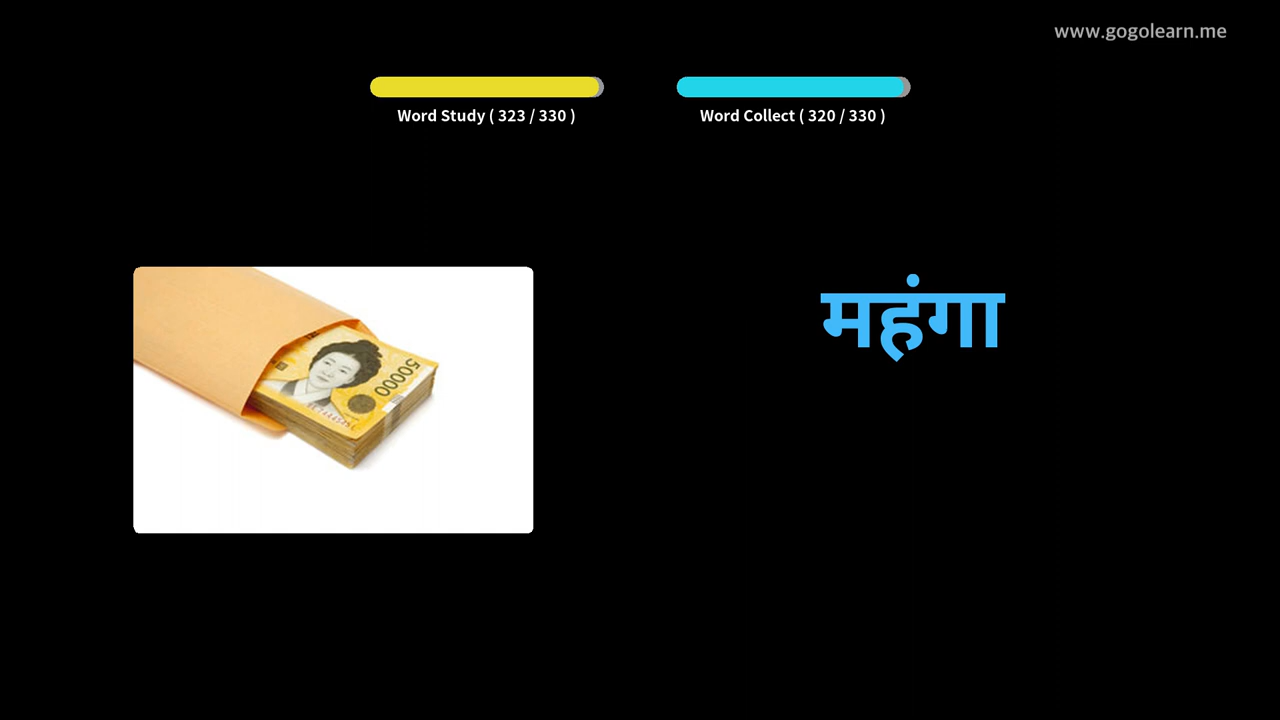 www.gogolearn.me
Word Study ( 323 / 330 )
Word Collect ( 320 / 330 )
महंगा
50000